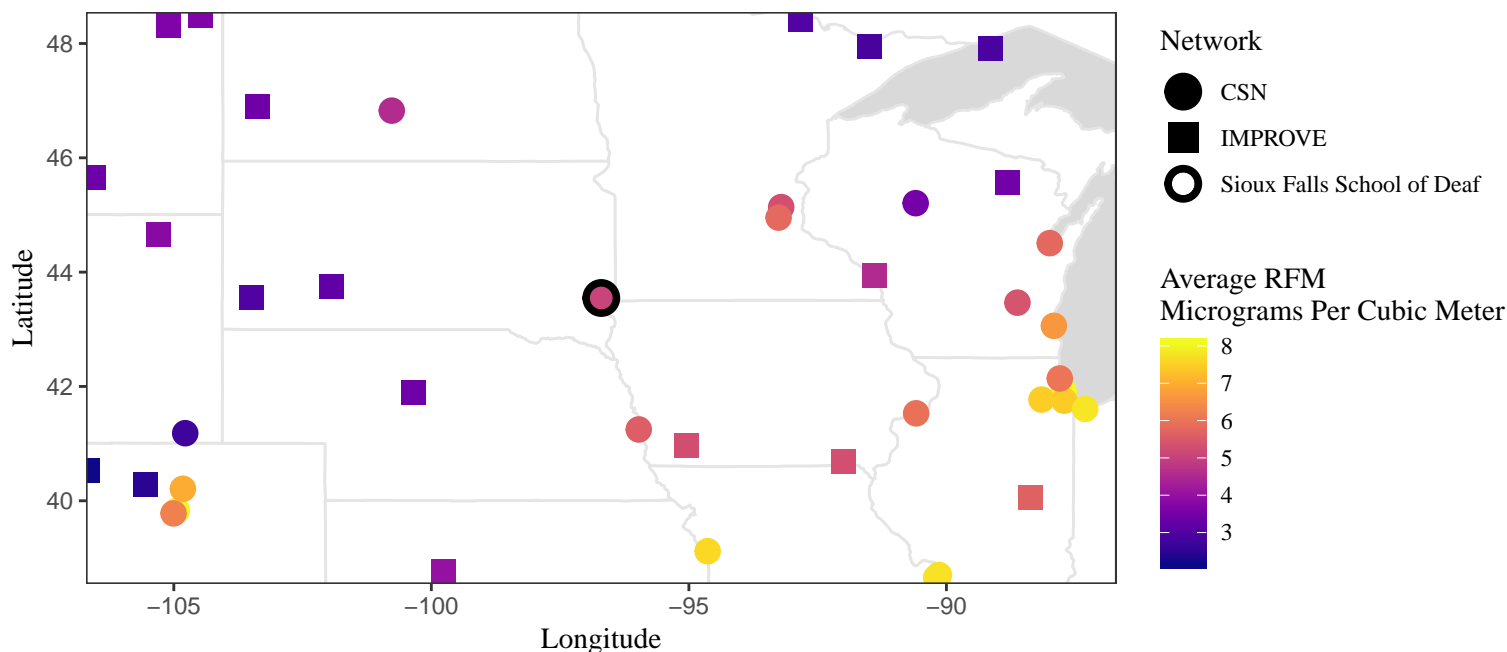 48
46
44
42
40
Latitude
−105
−100
−95
−90
Longitude
Network
CSN
IMPROVE
Sioux Falls School of Deaf
Average RFM
Micrograms Per Cubic Meter
8
7
6
5
4
3